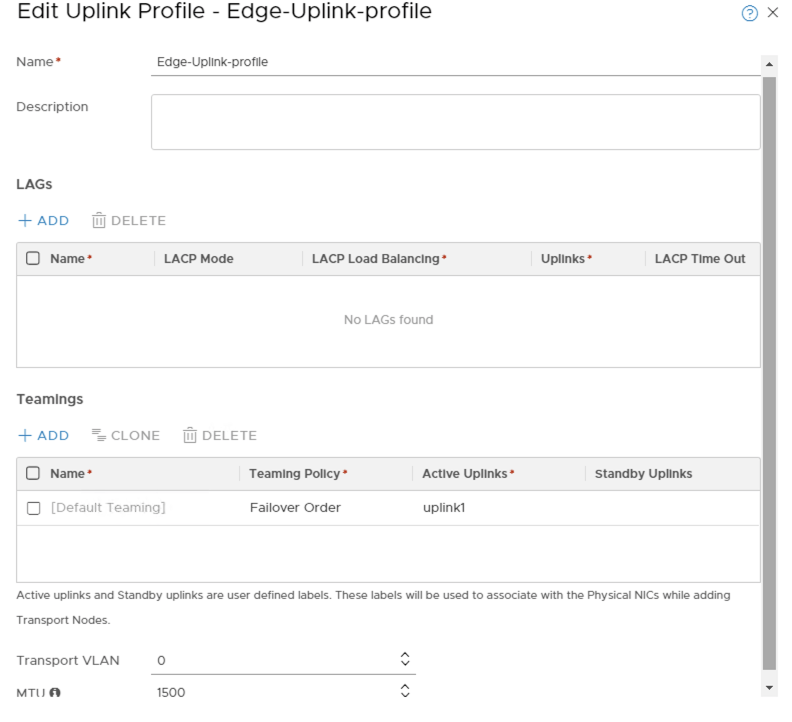 Edit Uplink Profile - Edge-Uplink-profile
Name* Edge-Uplink-profile
Description
LAGs
+ ADD DELETE
Name* LACP Mode LACP Load Balancing* Uplinks* LACP Time Out
No LAGs found
Teamings
+ ADD CLONE DELETE
Name* Teaming Policy* Active Uplinks* Standby Uplinks
[Default Teaming] Failover Order uplink1
Active uplinks and Standby uplinks are user defined labels. These labels will be used to associate with the Physical NICs while adding
Transport Nodes.
Transport VLAN 0
MTU 1500